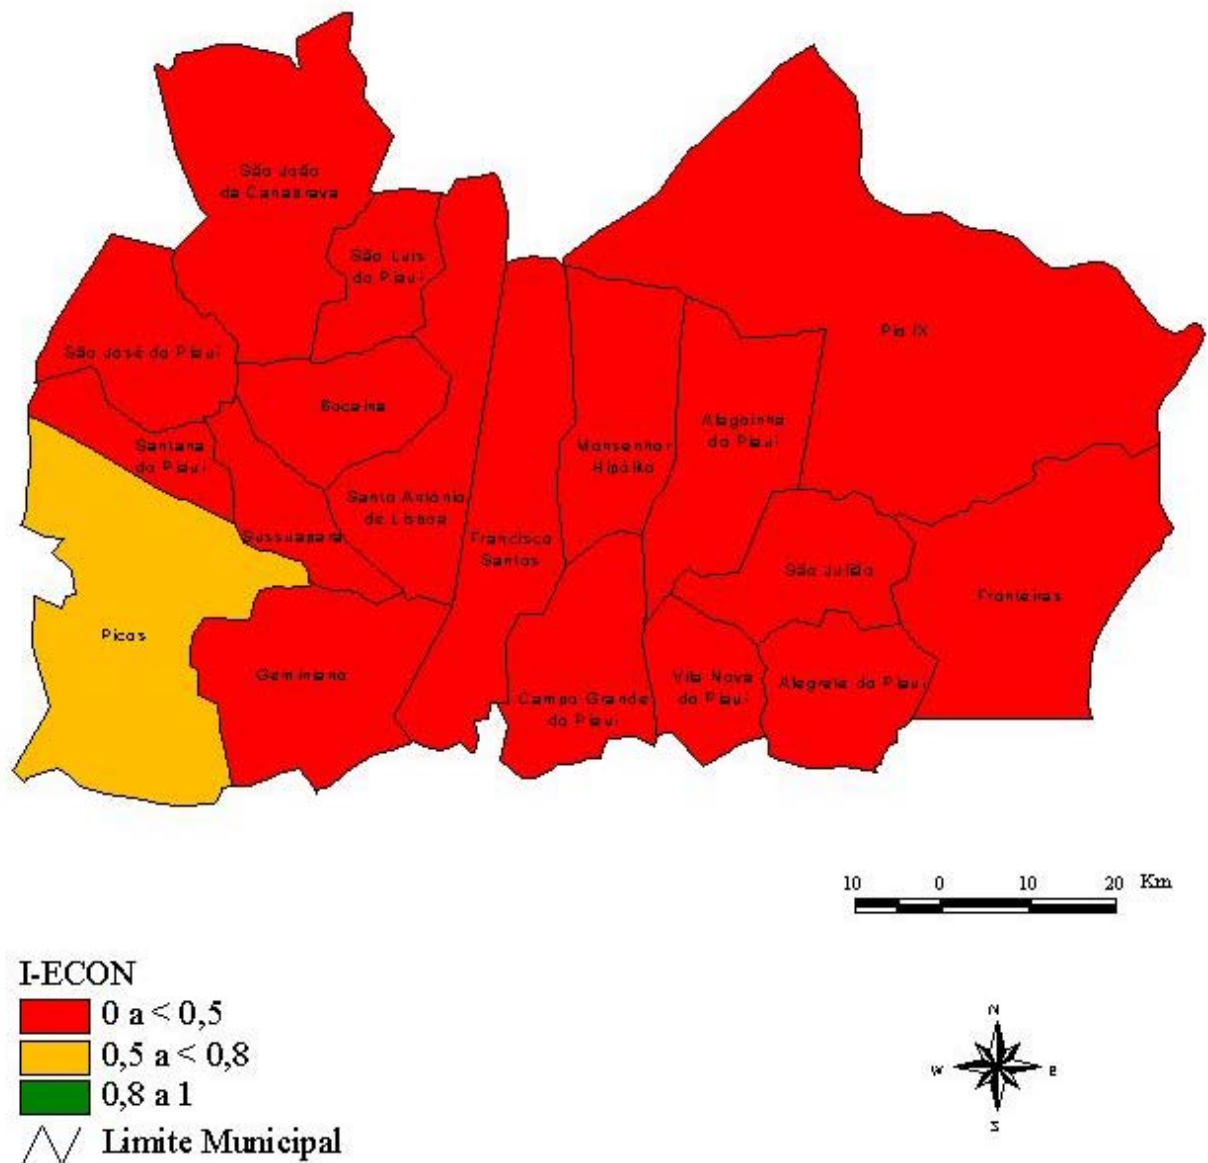 São João
da Canabrava
São Luis
do Piauí
Pio IX
São José do Piauí
Bocaina
Alagoinha
do Piauí
Monsenhor
Hipólito
Santana
do Piauí
Santo Antônio
de Lisboa
Sussuapara
Francisco
Santos
São Julião
Fronteiras
Picos
Geminiano
Vila Nova
do Piauí
Alegrete do Piauí
Campo Grande
do Piauí
10 0 10 20 Km
I-ECON
0 a < 0,5
0,5 a < 0,8
0,8 a 1
Limite Municipal
N
W E
S